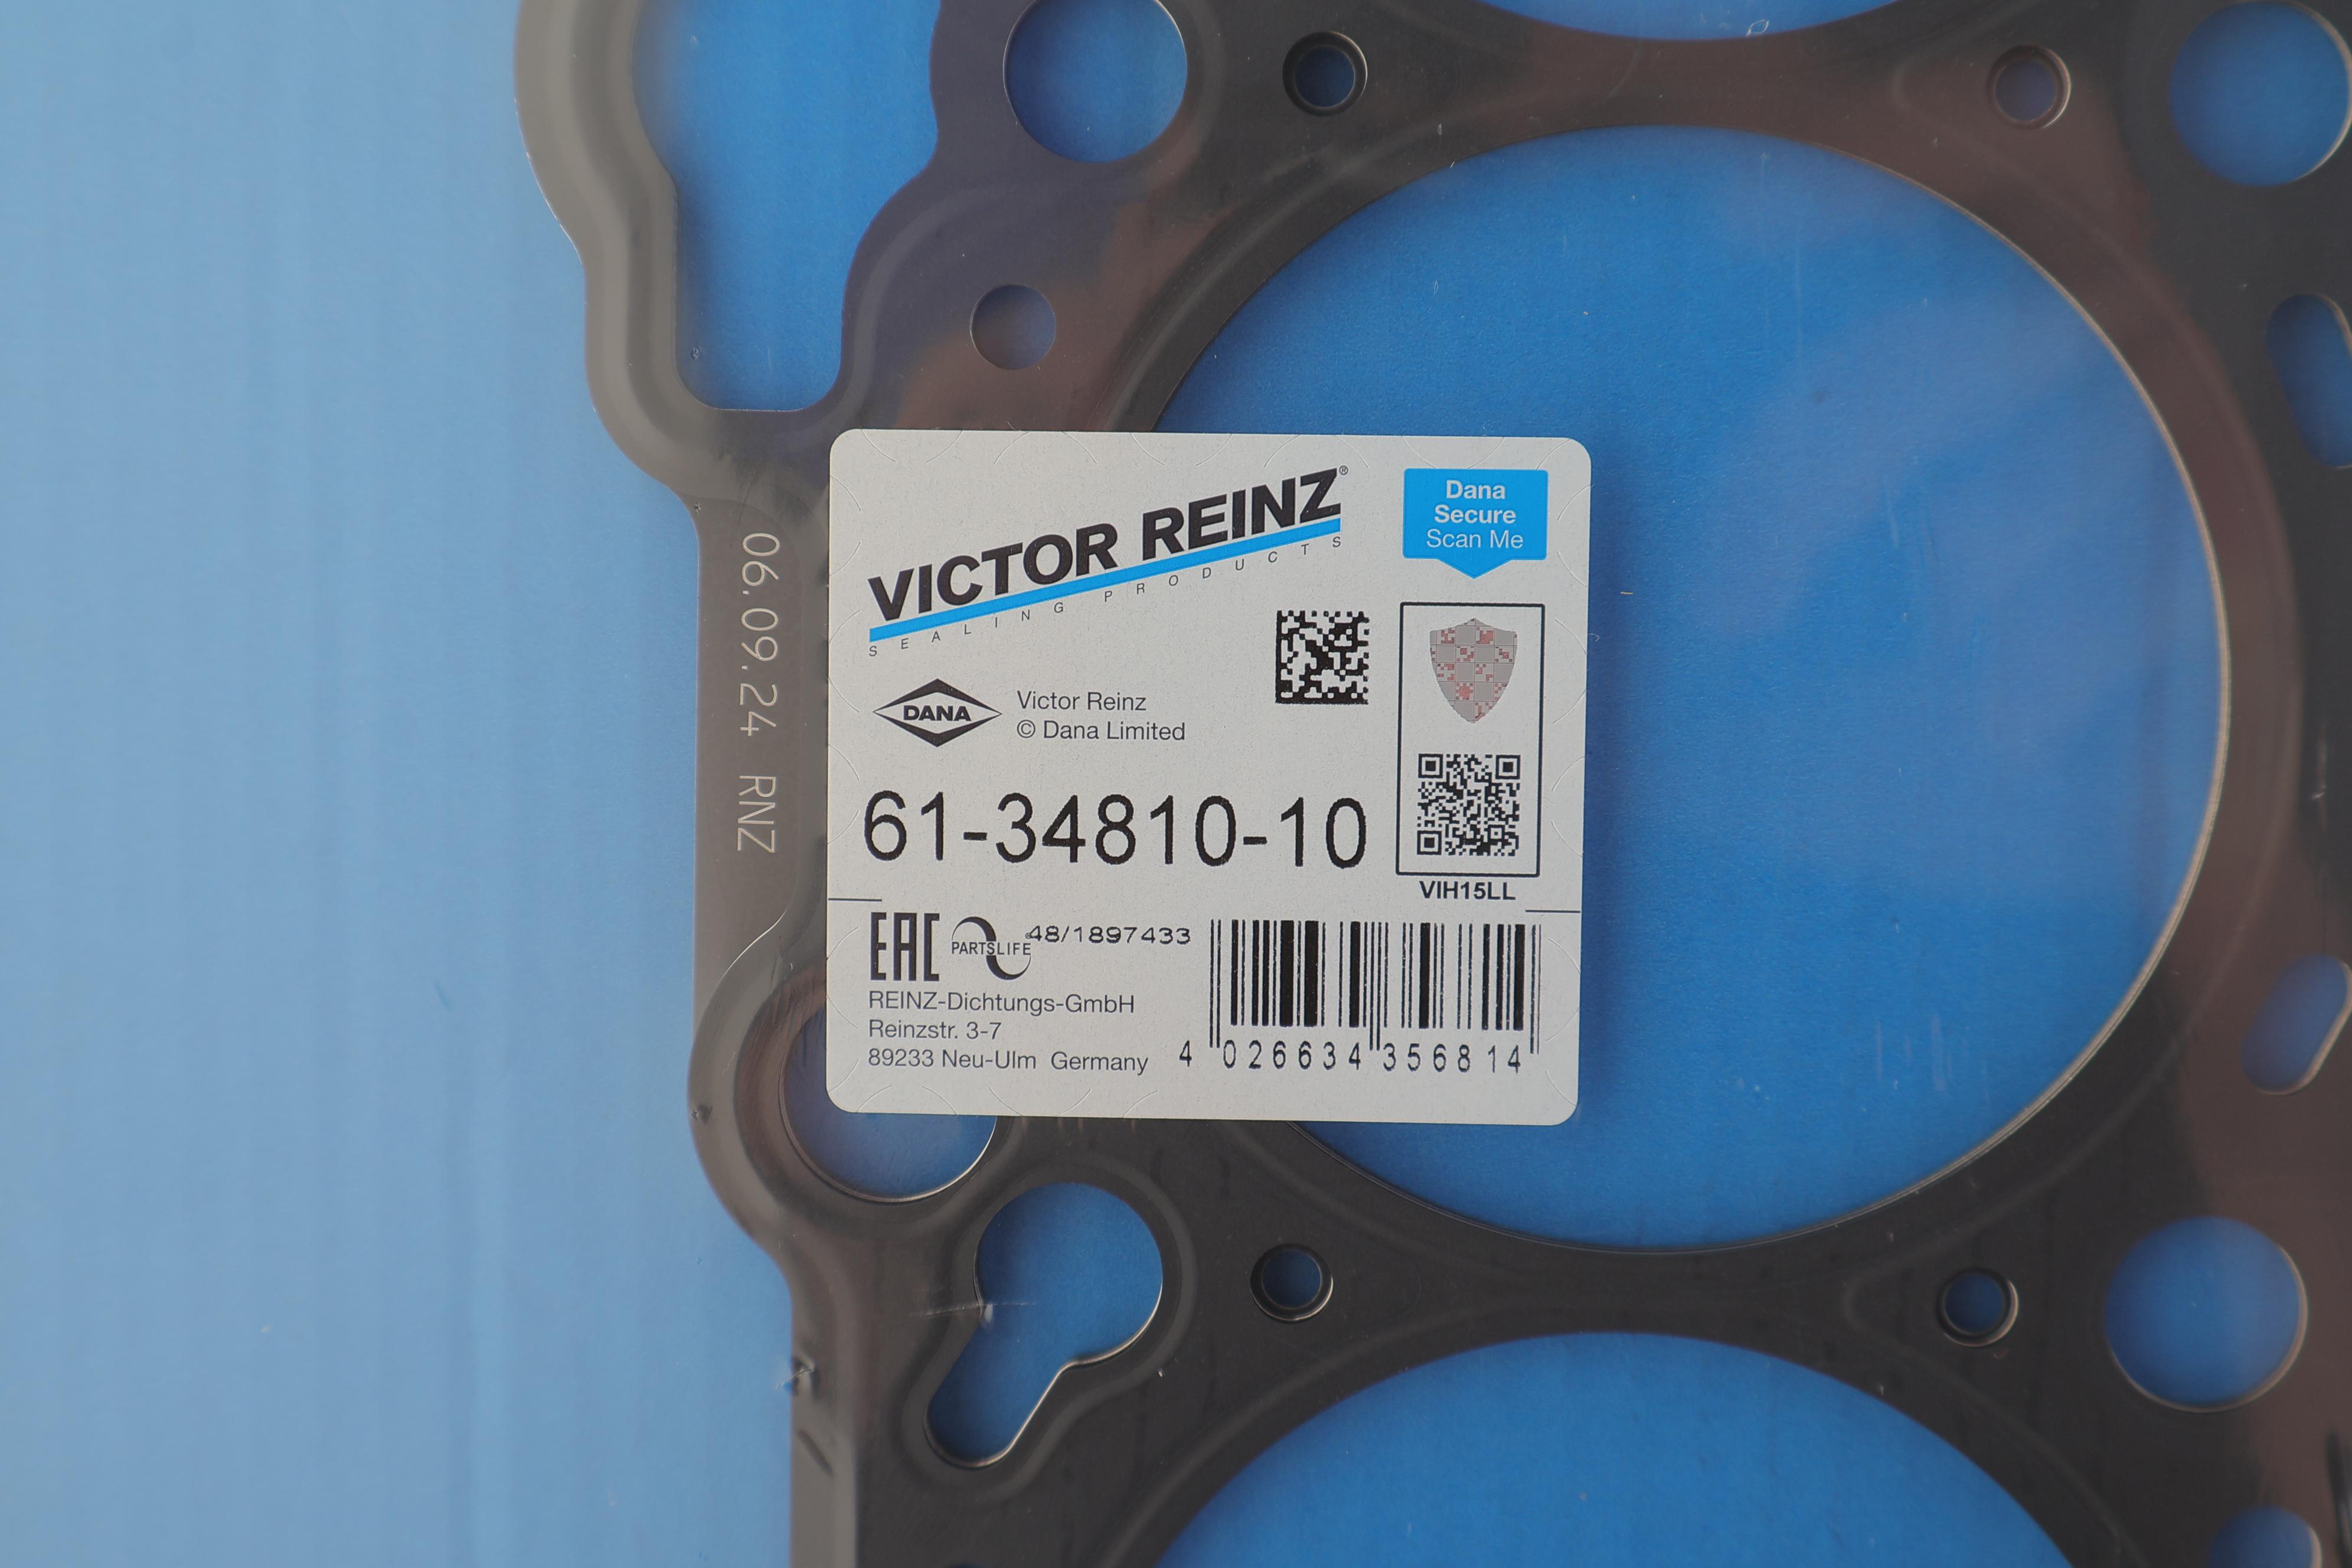 VICTOR REINZ®
SEALING PRODUCTS
Dana
Secure
Scan Me
DANA
Victor Reinz
© Dana Limited
61-34810-10
VIH15LL
EAC
PARTSLIFE
48/1897433
REINZ-Dichtungs-GmbH
Reinzstr. 3-7
89233 Neu-Ulm Germany
4 026634 356814
06.09.24 RNZ